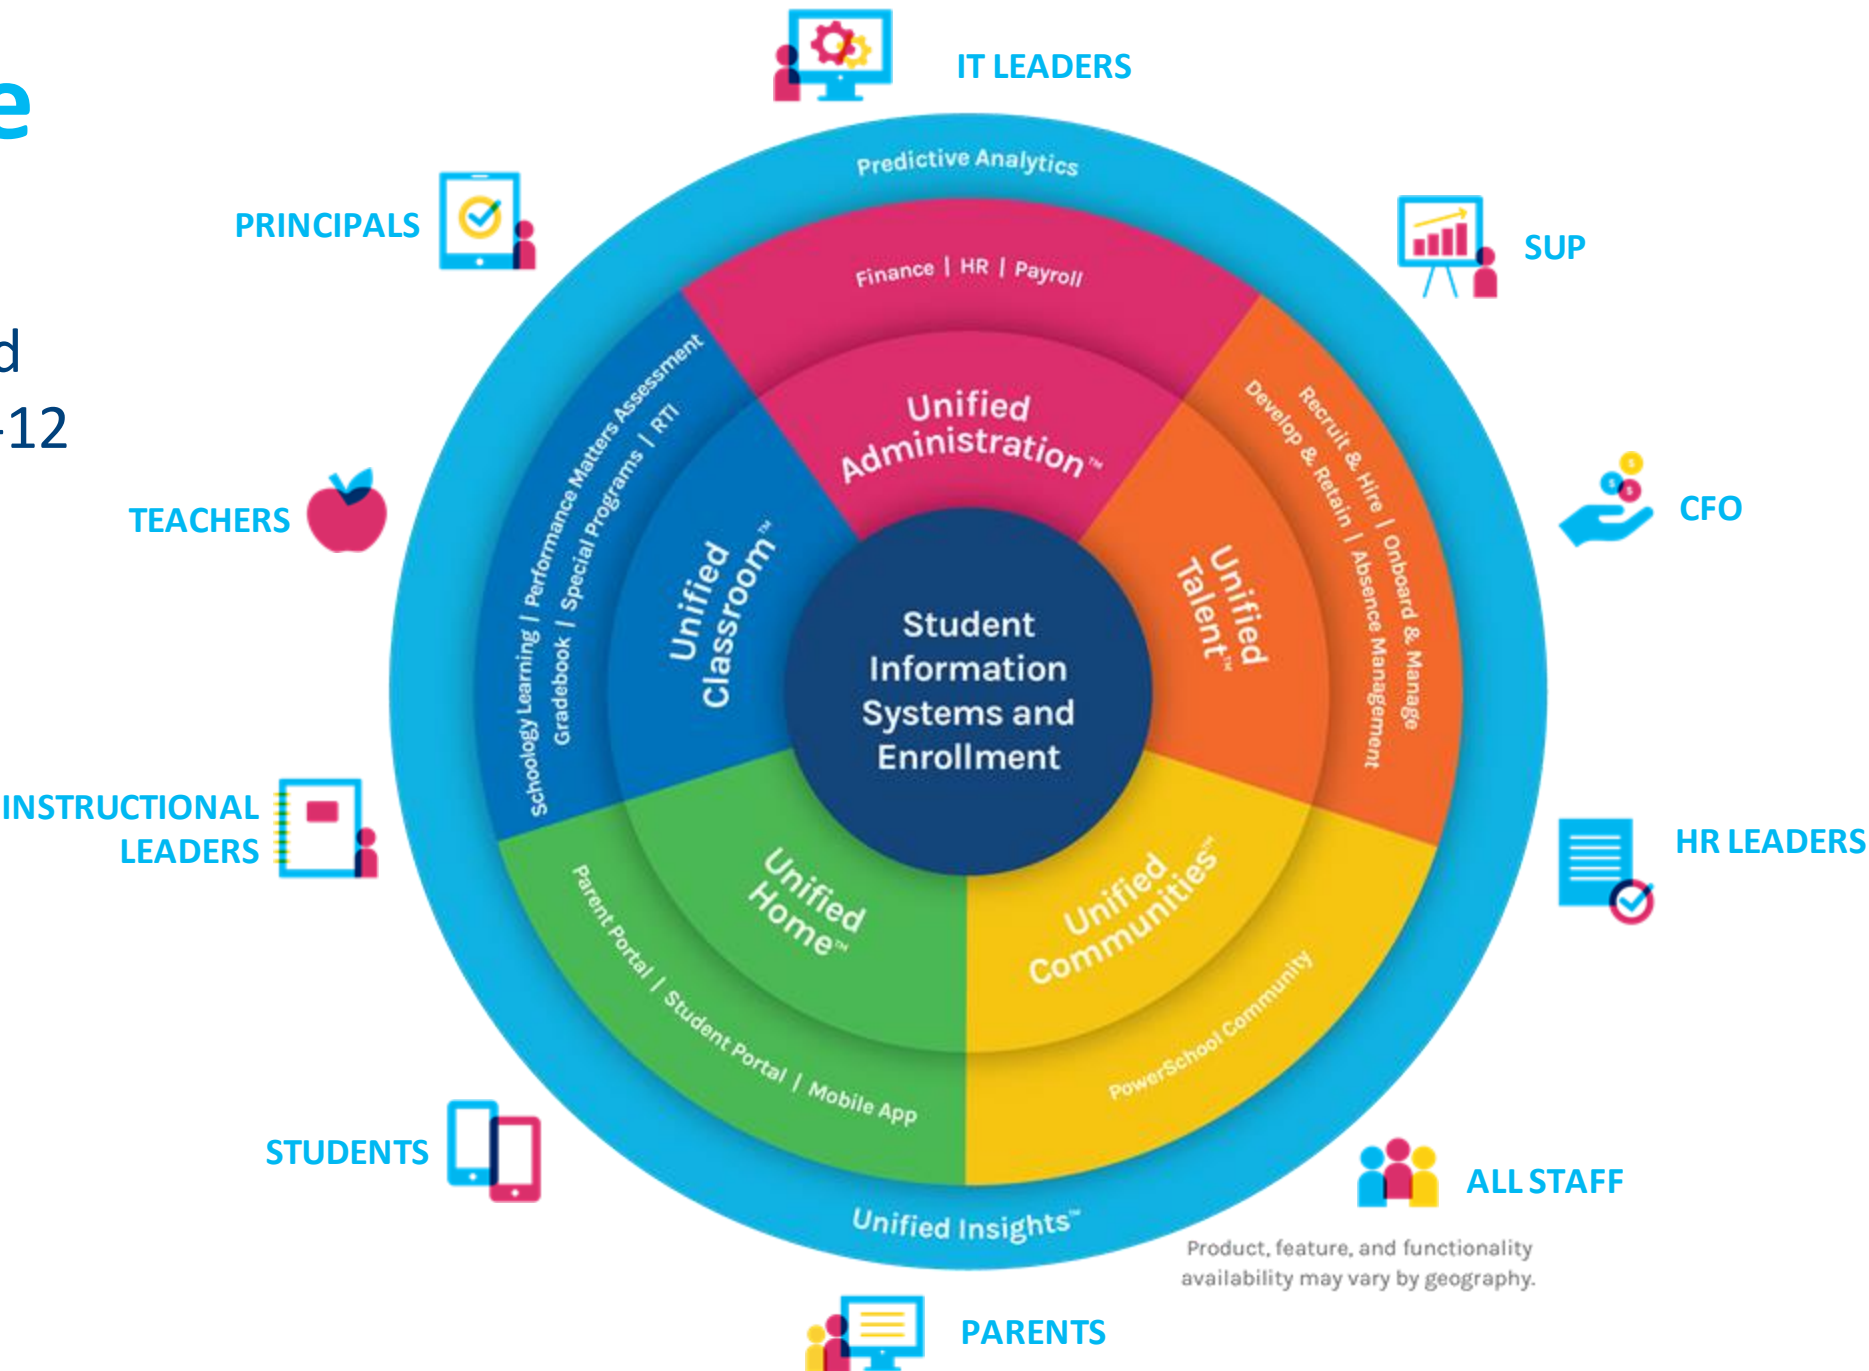 e
d
-12
IT LEADERS
PRINCIPALS
SUP
TEACHERS
CFO
INSTRUCTIONAL
LEADERS
HR LEADERS
STUDENTS
ALL STAFF
PARENTS
Predictive Analytics
Finance | HR | Payroll
Unified
Administration™
Recruit & Hire | Onboard & Manage
Develop & Retain | Absence Management
Unified
Talent™
Schoology Learning | Performance Matters Assessment
Gradebook | Special Programs | RTI
Unified
Classroom™
Student
Information
Systems and
Enrollment
Unified
Home™
Parent Portal | Student Portal | Mobile App
Unified
Communities™
PowerSchool Community
Unified Insights™
Product, feature, and functionality
availability may vary by geography.